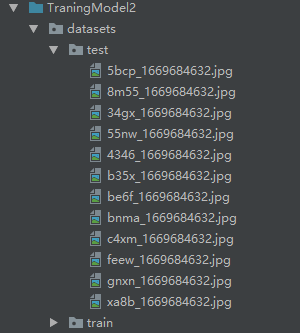 TraningModel2
datasets
test
5bcp_1669684632.jpg
8m55_1669684632.jpg
34gx_1669684632.jpg
55nw_1669684632.jpg
4346_1669684632.jpg
b35x_1669684632.jpg
be6f_1669684632.jpg
bnma_1669684632.jpg
c4xm_1669684632.jpg
feew_1669684632.jpg
gnxn_1669684632.jpg
xa8b_1669684632.jpg
train